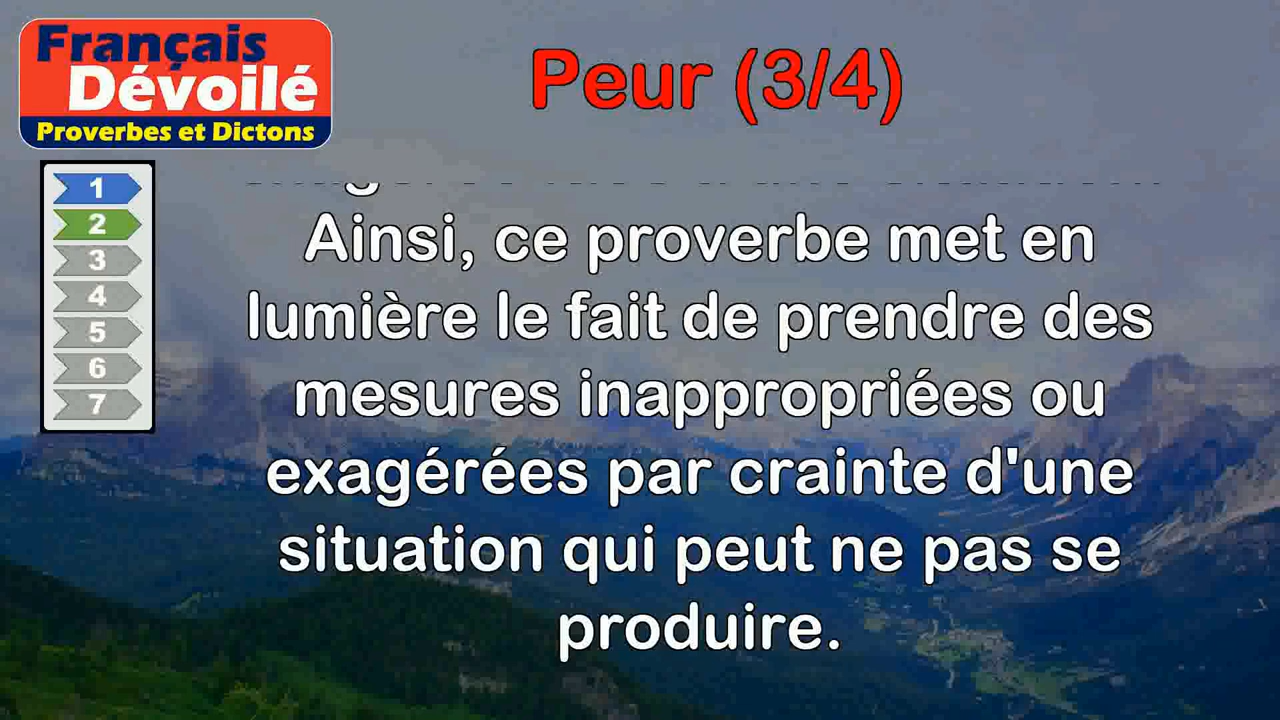 Français
Dévoilé
Proverbes et Dictons
Peur (3/4)
1
2
3
4
5
6
7
Ainsi, ce proverbe met en
lumière le fait de prendre des
mesures inappropriées ou
exagérées par crainte d'une
situation qui peut ne pas se
produire.